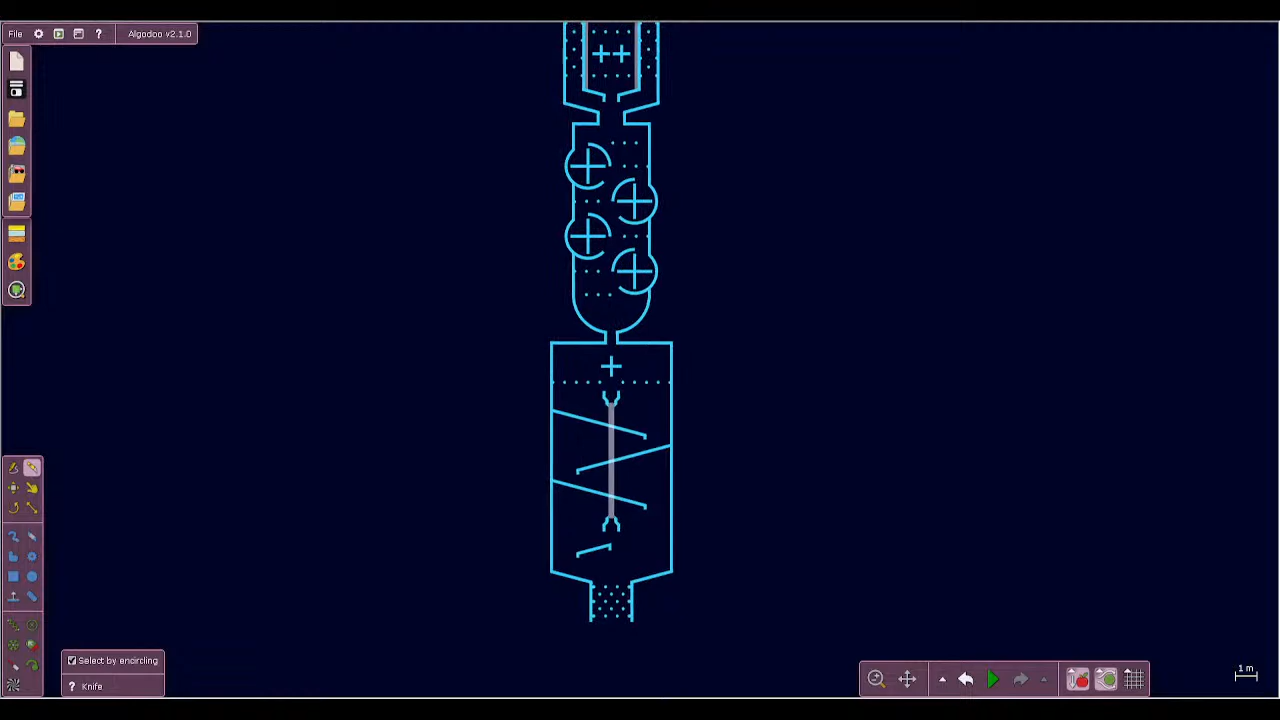 File ? Algodoo v2.1.0
Select by encircling
? Knife
1 m